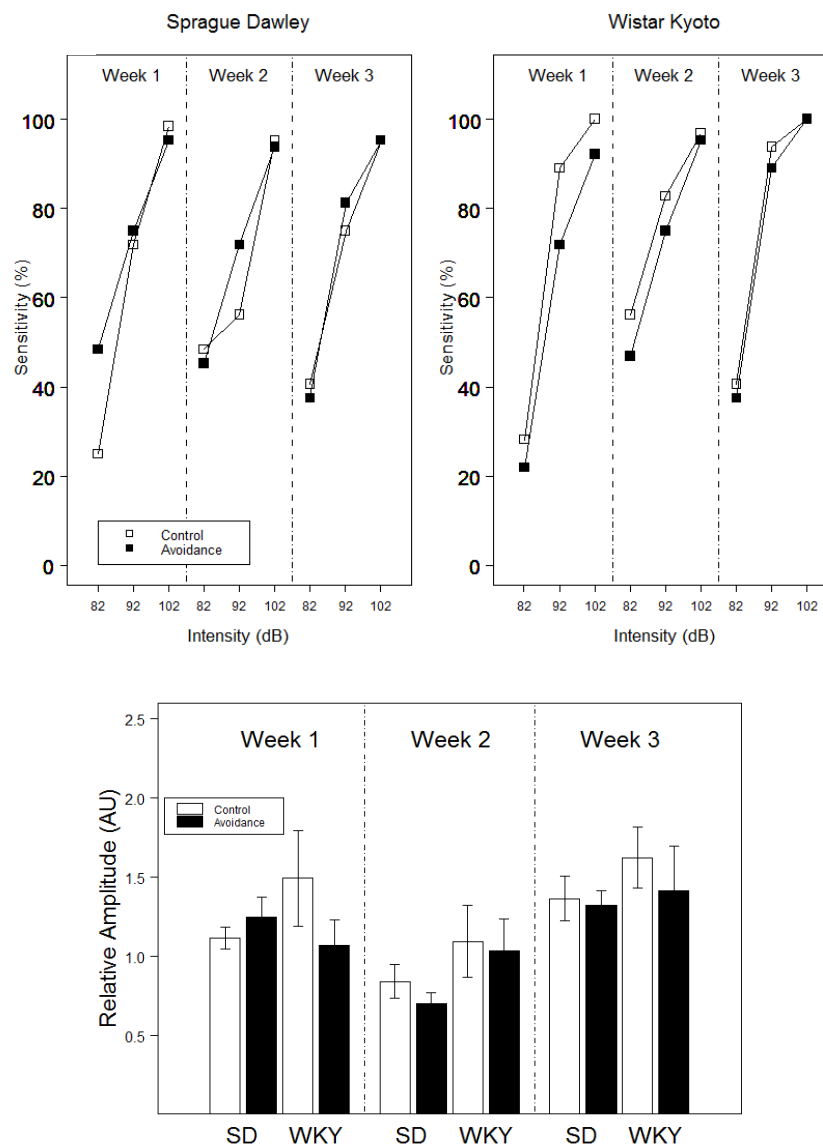 Sprague Dawley
Week 1 Week 2 Week 3
100
80
60
40
20
0
Sensitivity (%)
Control
Avoidance
82 92 102 82 92 102 82 92 102
Intensity (dB)
Wistar Kyoto
Week 1 Week 2 Week 3
100
80
60
40
20
0
Sensitivity (%)
82 92 102 82 92 102 82 92 102
Intensity (dB)
2.5
2.0
1.5
1.0
0.5
Relative Amplitude (AU)
Week 1 Week 2 Week 3
Control
Avoidance
SD WKY SD WKY SD WKY